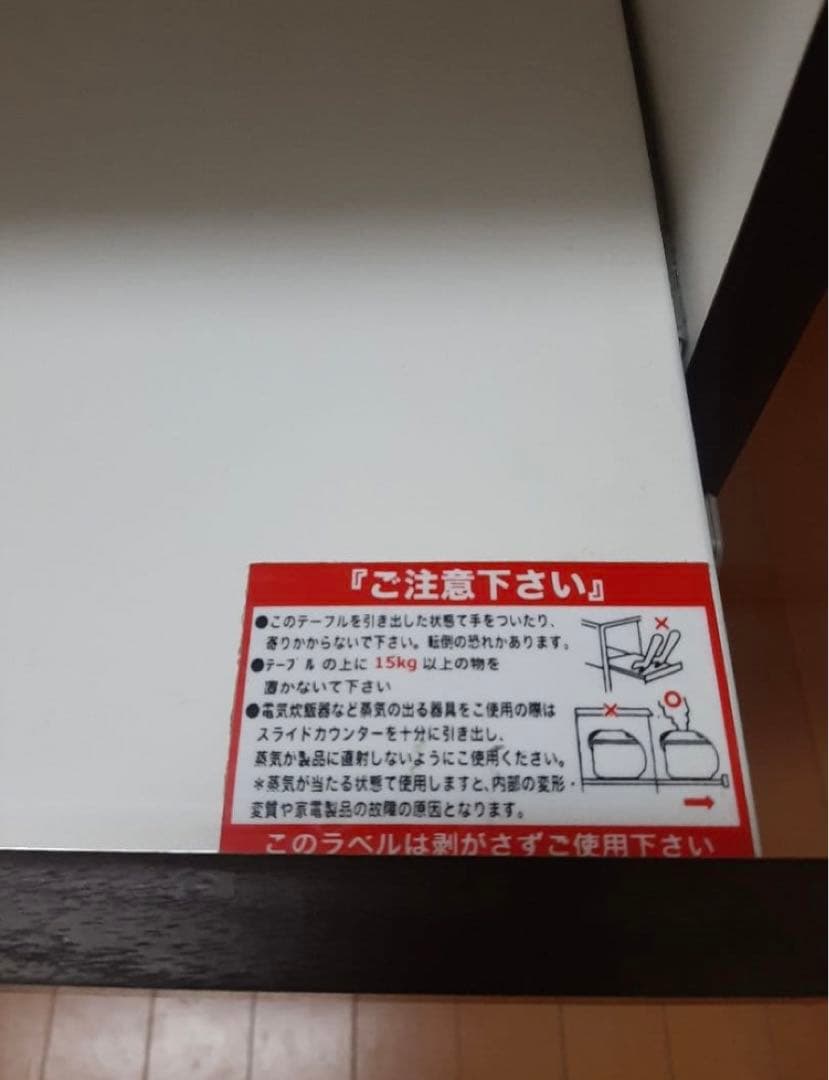 『ご注意下さい』
●このテーブルを引き出した状態で手をついたり、
寄りかからないで下さい。転倒の恐れがあります。
●テーブルの上に 15kg 以上の物を
置かないで下さい
●電気炊飯器など蒸気の出る器具をご使用の際は
スライドカウンターを十分に引き出し、
蒸気が製品に直射しないようにご使用ください。
＊蒸気が当たる状態で使用しますと、内部の変形・
変質や家電製品の故障の原因となります。
このラベルは剥がさずご使用下さい